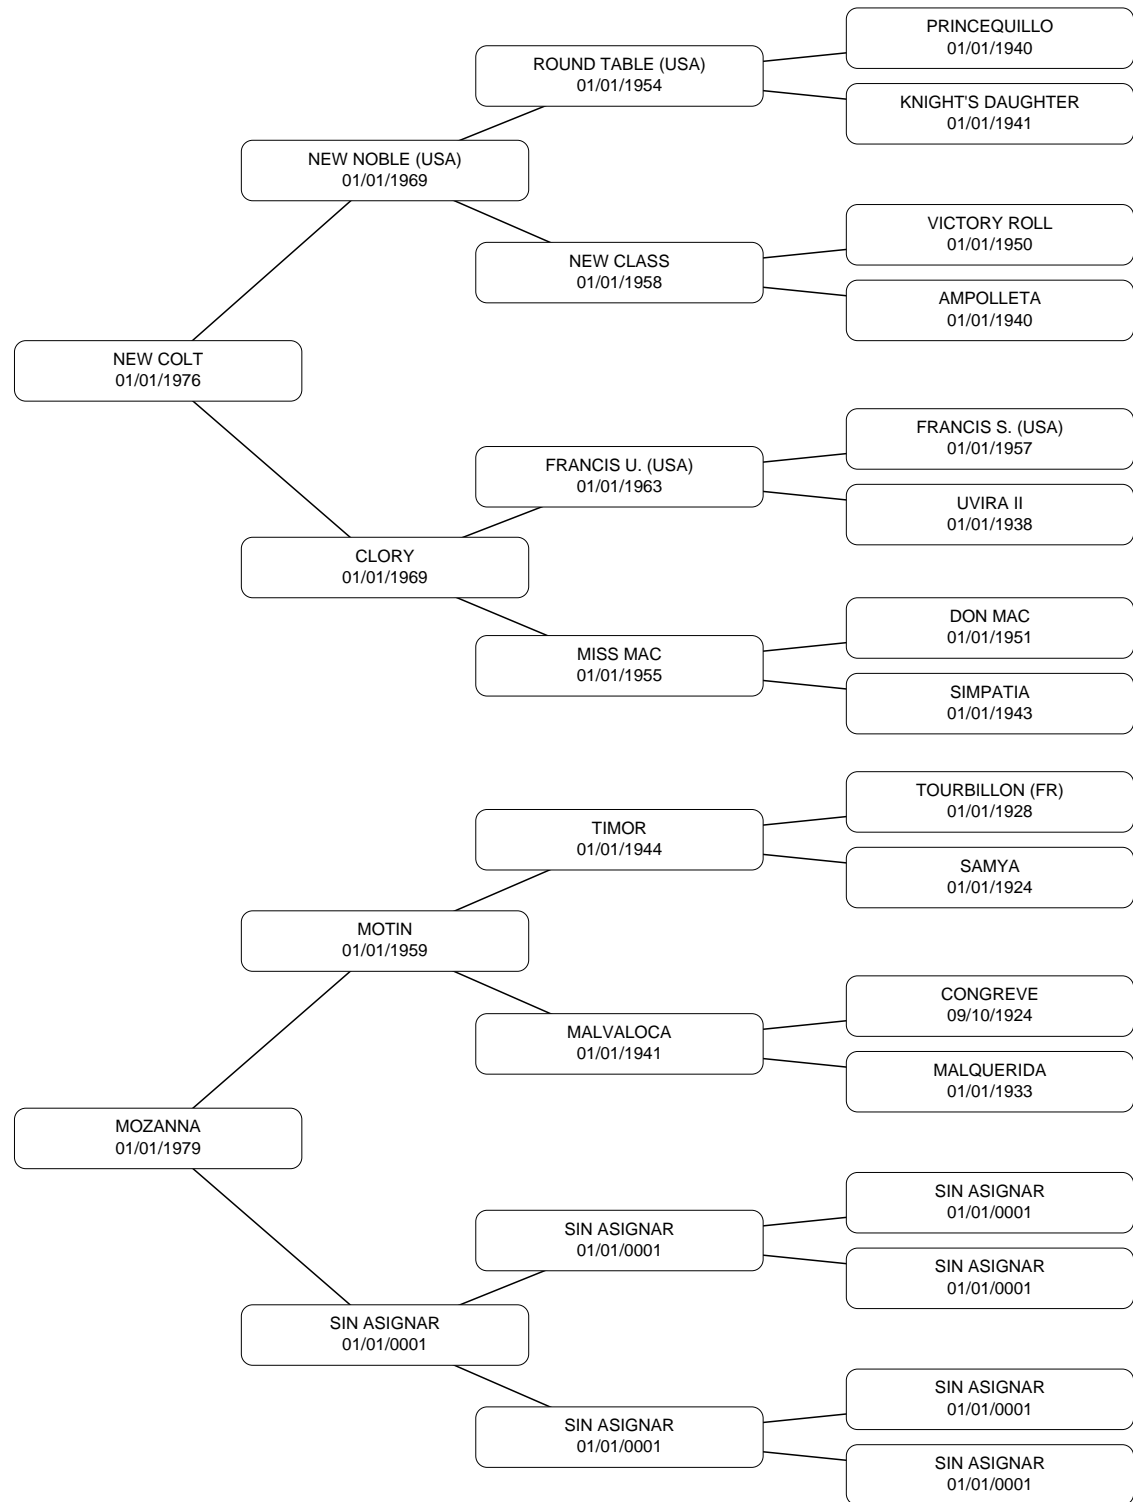 PRINCEQUILLO
01/01/1940
ROUND TABLE (USA)
01/01/1954
KNIGHT'S DAUGHTER
01/01/1941
NEW NOBLE (USA)
01/01/1969
VICTORY ROLL
01/01/1950
NEW CLASS
01/01/1958
AMPOLLETA
01/01/1940
NEW COLT
01/01/1976
FRANCIS S. (USA)
01/01/1957
FRANCIS U. (USA)
01/01/1963
UVIRA II
01/01/1938
CLORY
01/01/1969
DON MAC
01/01/1951
MISS MAC
01/01/1955
SIMPATIA
01/01/1943
TOURBILLON (FR)
01/01/1928
TIMOR
01/01/1944
SAMYA
01/01/1924
MOTIN
01/01/1959
CONGREVE
09/10/1924
MALVALOCA
01/01/1941
MALQUERIDA
01/01/1933
MOZANNA
01/01/1979
SIN ASIGNAR
01/01/0001
SIN ASIGNAR
01/01/0001
SIN ASIGNAR
01/01/0001
SIN ASIGNAR
01/01/0001
SIN ASIGNAR
01/01/0001
SIN ASIGNAR
01/01/0001
SIN ASIGNAR
01/01/0001